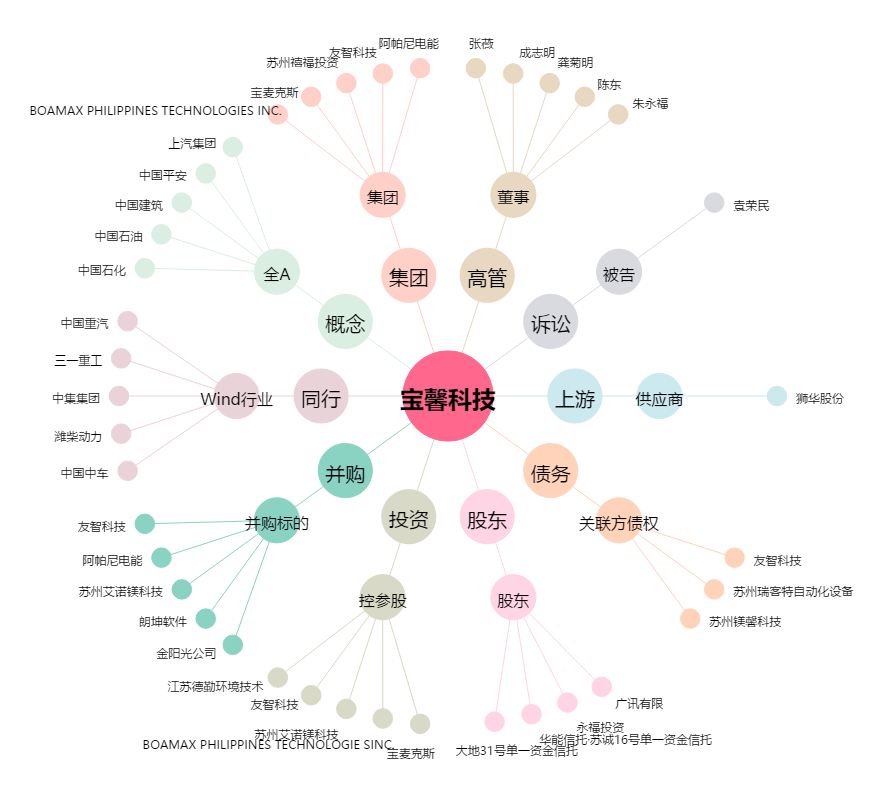 张薇
阿帕尼电能
成志明
友智科技
苏州禧福投资
龚菊明
陈东
宝麦克斯
朱永福
BOAMAX PHILIPPINES TECHNOLOGIES INC.
上汽集团
中国平安
集团
董事
中国建筑
袁荣民
中国石油
中国石化
全A
集团
高管
被告
概念
诉讼
中国重汽
三一重工
中集集团
Wind行业
同行
宝馨科技
上游
供应商
狮华股份
潍柴动力
中国中车
并购
债务
友智科技
并购标的
投资
股东
关联方债权
阿帕尼电能
友智科技
苏州艾诺镁科技
苏州瑞客特自动化设备
朗坤软件
控参股
股东
苏州镁馨科技
金阳光公司
江苏德勤环境技术
友智科技
广讯有限
苏州艾诺镁科技
永福投资
BOAMAX PHILIPPINES TECHNOLOGIE SINC.
华能信托·苏诚16号单一资金信托
宝麦克斯
大地31号单一资金信托